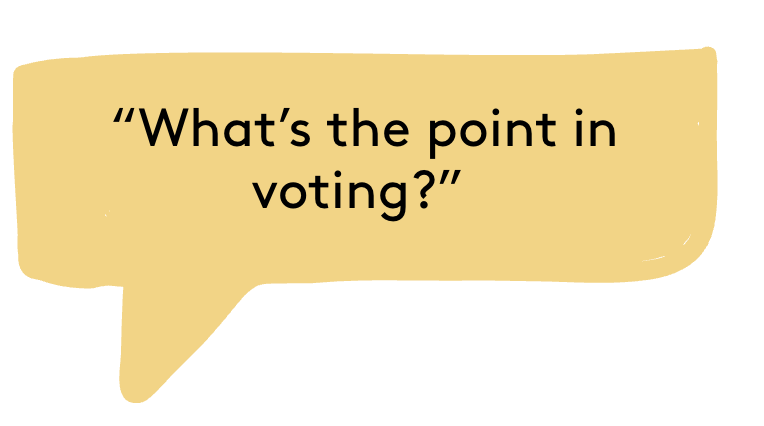 “What’s the point in
voting?”